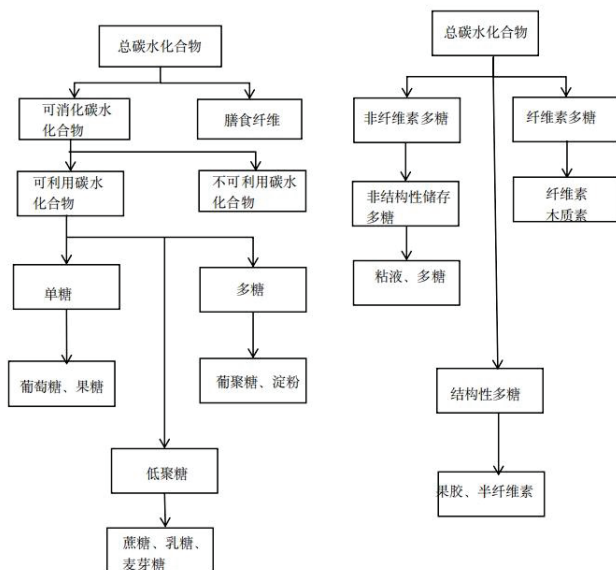 总碳水化合物
可消化碳水
化合物
膳食纤维
可利用碳水
化合物
不可利用碳水
化合物
单糖
多糖
葡萄糖、果糖
葡聚糖、淀粉
低聚糖
蔗糖、乳糖、
麦芽糖
总碳水化合物
非纤维素多糖
纤维素多糖
非结构性储存
多糖
纤维素
木质素
粘液、多糖
结构性多糖
果胶、半纤维素